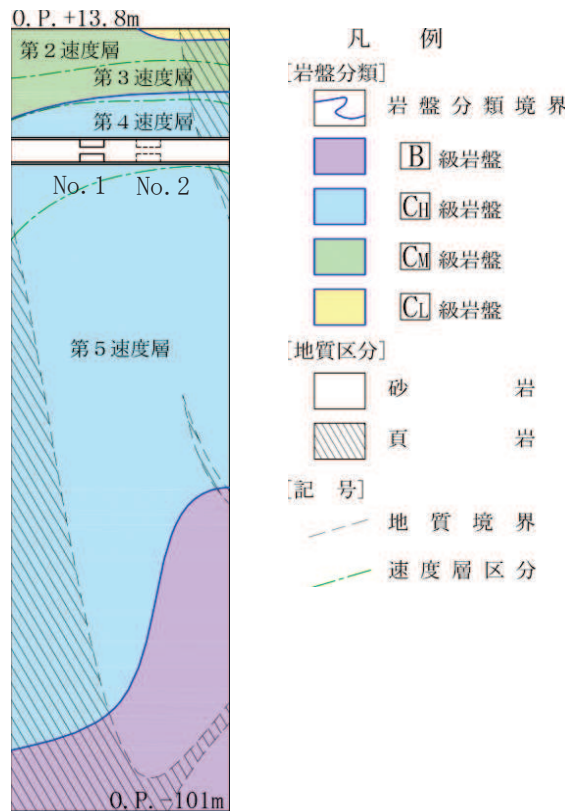 O.P.+13.8m
第2速度層
第3速度層
第4速度層
No.1 No.2
第5速度層
O.P.-101m
凡 例
[岩盤分類]
岩盤分類境界
B 級岩盤
CH 級岩盤
CM 級岩盤
CL 級岩盤
[地質区分]
砂 岩
頁 岩
[記 号]
地質境界
速度層区分